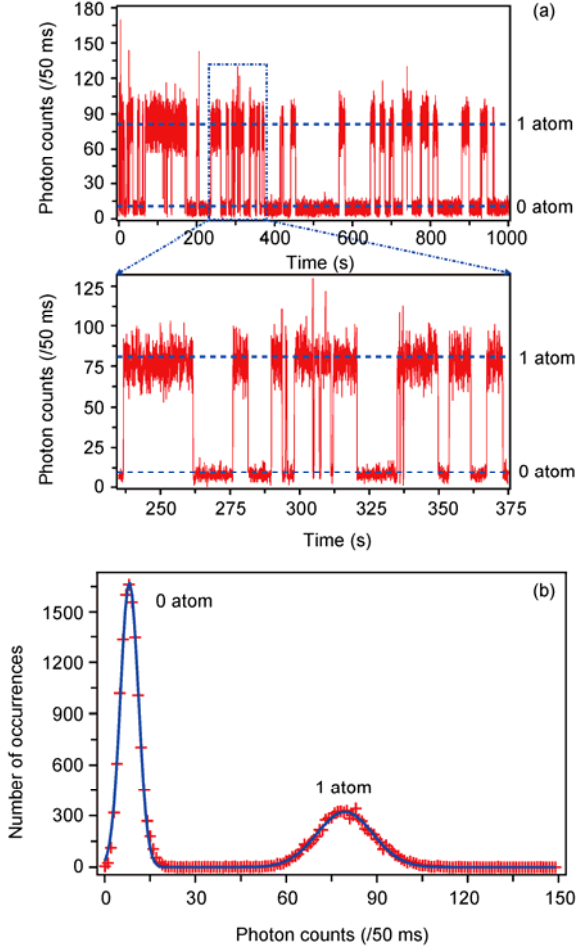 (a)
Photon counts (/50 ms)
180
150
120
90
60
30
0
1 atom
0 atom
0 200 400 600 800 1000
Time (s)
Photon counts (/50 ms)
125
100
75
50
25
0
1 atom
0 atom
250 275 300 325 350 375
Time (s)
(b)
Number of occurrences
1500
1200
900
600
300
0
0 atom
1 atom
0 30 60 90 120 150
Photon counts (/50 ms)